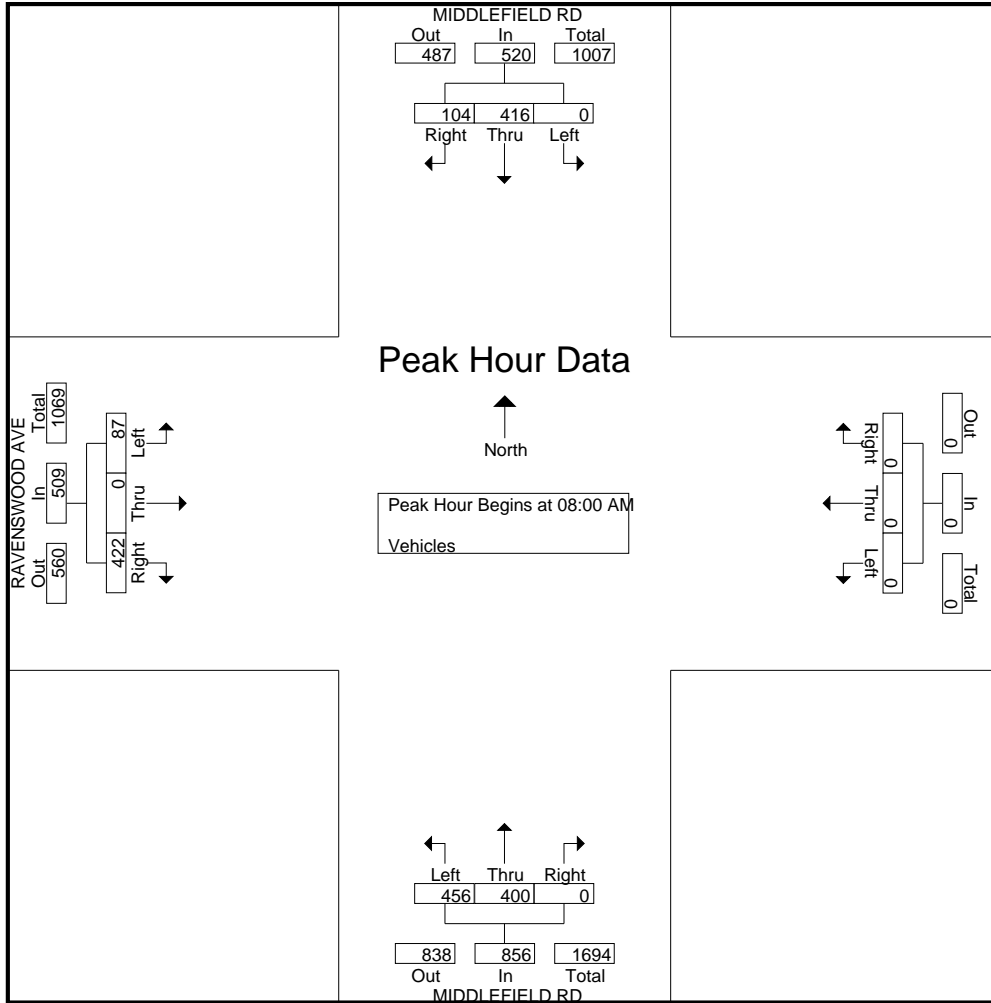 MIDDLEFIELD RD
Out In Total
487 520 1007
104 416 0
Right Thru Left
Peak Hour Data
North
Peak Hour Begins at 08:00 AM
Vehicles
RAVENSWOOD AVE
Out In Total
560 509 1069
Right Thru Left
422 0 87
Out In Total
0 0 0
Right Thru Left
0 0 0
Left Thru Right
456 400 0
838 856 1694
Out In Total
MIDDLEFIELD RD